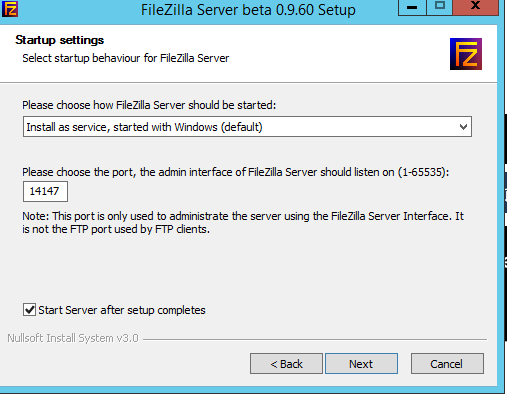 FileZilla Server beta 0.9.60 Setup
Startup settings
Select startup behaviour for FileZilla Server
Please choose how FileZilla Server should be started:
Install as service, started with Windows (default)
Please choose the port, the admin interface of FileZilla Server should listen on (1-65535):
14147
Note: This port is only used to administrate the server using the FileZilla Server Interface. It
is not the FTP port used by FTP clients.
Start Server after setup completes
Nullsoft Install System v3.0
< Back
Next
Cancel